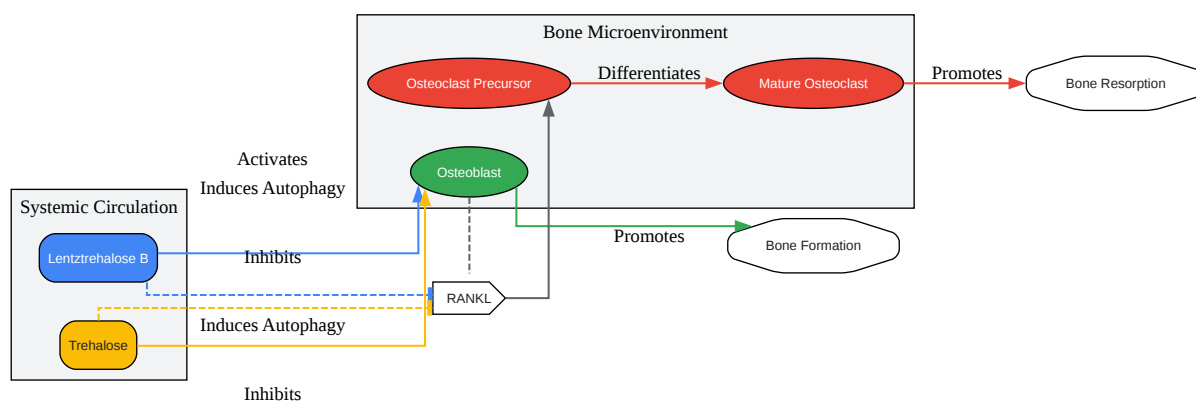 Bone Microenvironment
Osteoclast Precursor
Differentiates
Mature Osteoclast
Promotes
Bone Resorption
Activates
Osteoblast
Induces Autophagy
Systemic Circulation
Promotes
Bone Formation
Lentztrehalose B
Inhibits
RANKL
Induces Autophagy
Trehalose
Inhibits